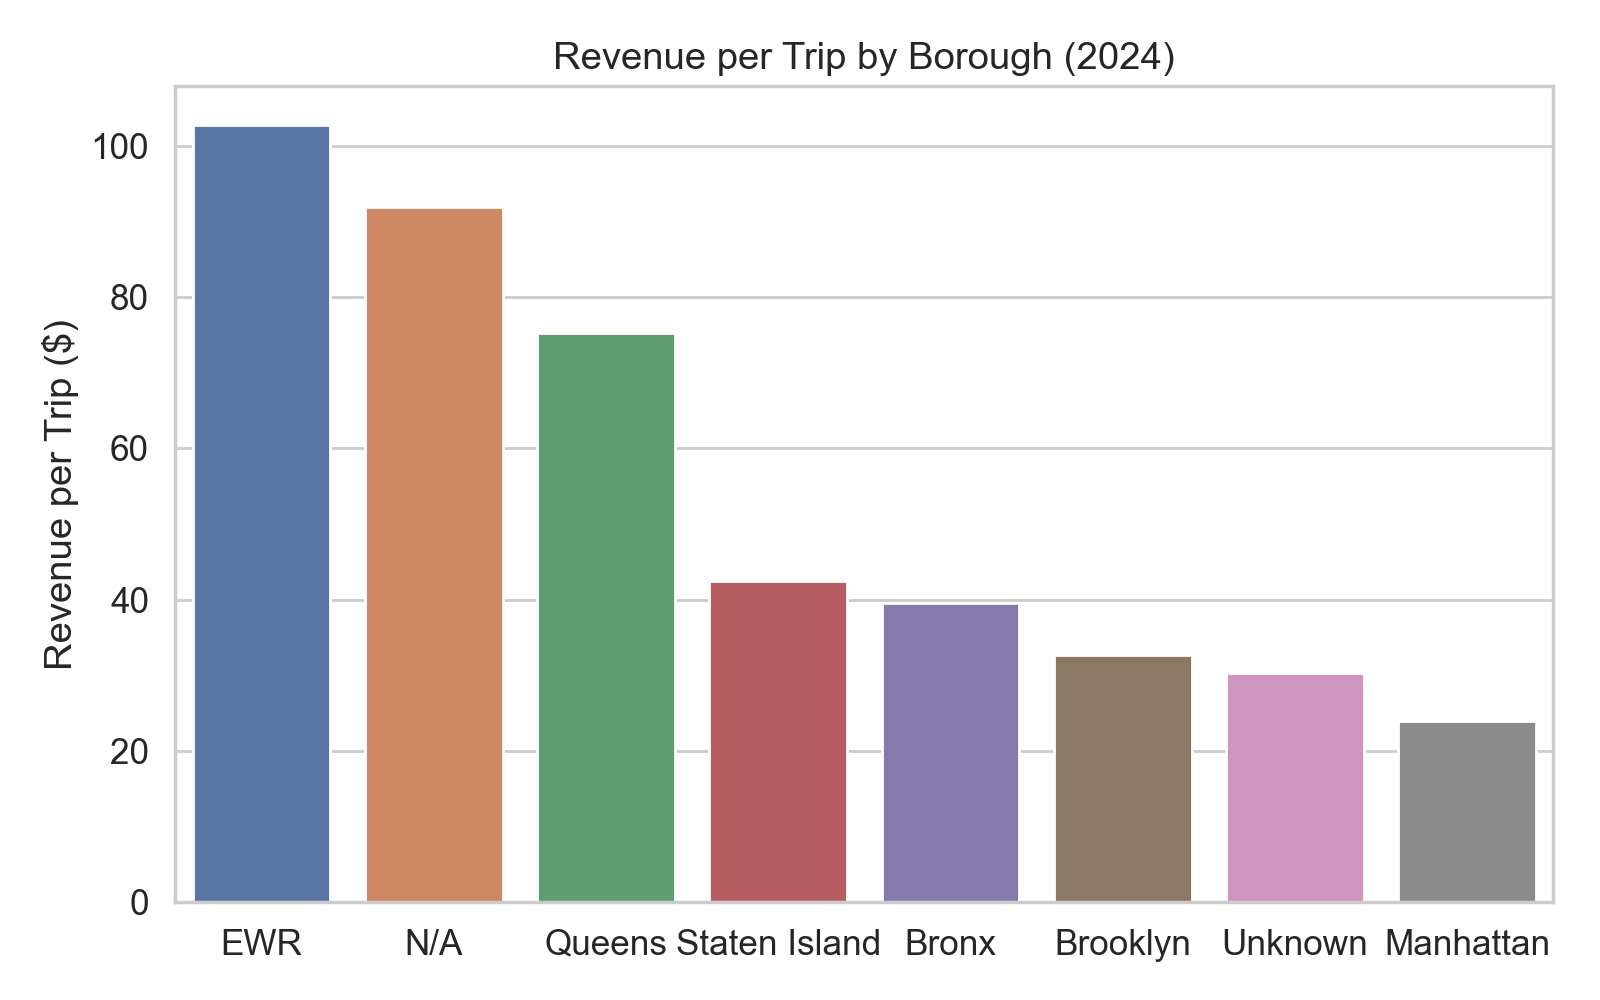 Revenue per Trip by Borough (2024)
Revenue per Trip ($)
100
80
60
40
20
0
EWR N/A Queens Staten Island Bronx Brooklyn Unknown Manhattan